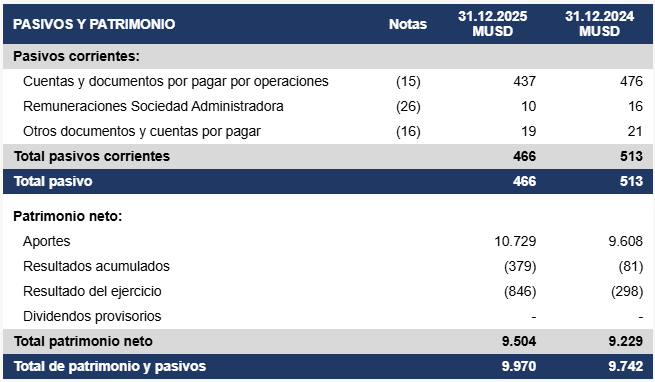 PASIVOS Y PATRIMONIO Notas 31.12.2025 MUSD 31.12.2024 MUSD
Pasivos corrientes:
Cuentas y documentos por pagar por operaciones (15) 437 476
Remuneraciones Sociedad Administradora (26) 10 16
Otros documentos y cuentas por pagar (16) 19 21
Total pasivos corrientes 466 513
Total pasivo 466 513
Patrimonio neto:
Aportes 10.729 9.608
Resultados acumulados (379) (81)
Resultado del ejercicio (846) (298)
Dividendos provisorios - -
Total patrimonio neto 9.504 9.229
Total de patrimonio y pasivos 9.970 9.742